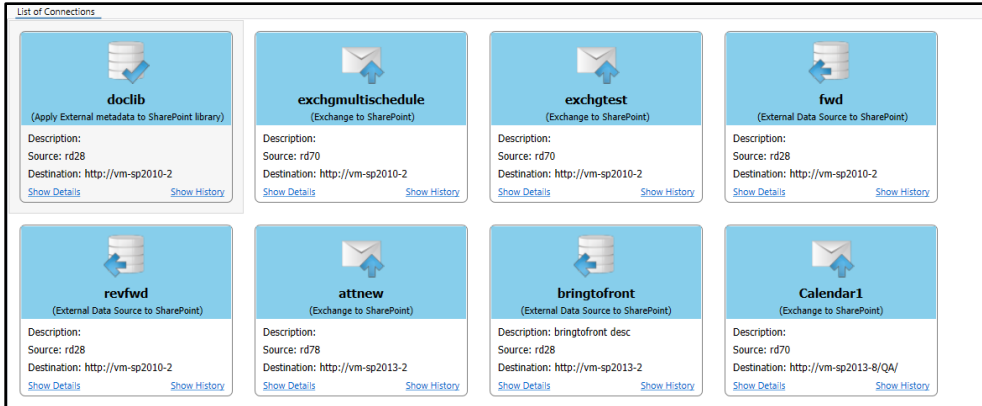 List of Connections
doclib
(Apply External metadata to SharePoint library)
Description:
Source: rd28
Destination: http://vm-sp2010-2
Show Details Show History
exchgmultischedule
(Exchange to SharePoint)
Description:
Source: rd70
Destination: http://vm-sp2010-2
Show Details Show History
exchgtest
(Exchange to SharePoint)
Description:
Source: rd70
Destination: http://vm-sp2010-2
Show Details Show History
fwd
(External Data Source to SharePoint)
Description:
Source: rd28
Destination: http://vm-sp2010-2
Show Details Show History
revfwd
(External Data Source to SharePoint)
Description:
Source: rd28
Destination: http://vm-sp2010-2
Show Details Show History
attnew
(Exchange to SharePoint)
Description:
Source: rd78
Destination: http://vm-sp2013-2
Show Details Show History
bringtofront
(External Data Source to SharePoint)
Description: bringtofront desc
Source: rd28
Destination: http://vm-sp2013-2
Show Details Show History
Calendar1
(Exchange to SharePoint)
Description:
Source: rd70
Destination: http://vm-sp2013-8/QA/
Show Details Show History